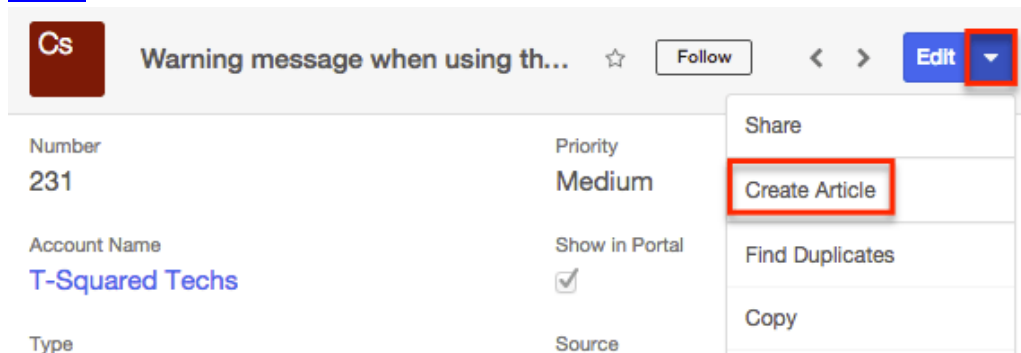 Cs
Warning message when using th...
Follow
Edit
Number
231
Priority
Medium
Account Name
T-Squared Techs
Show in Portal
Type
Source
Share
Create Article
Find Duplicates
Copy